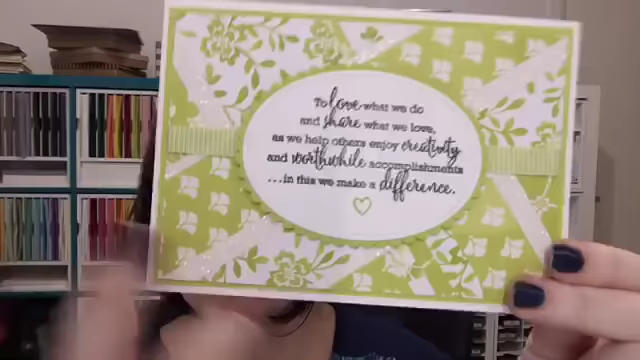 To love what we do
and share what we love,
as we help others enjoy creativity
and worthwhile accomplishments
...in this we make a difference.